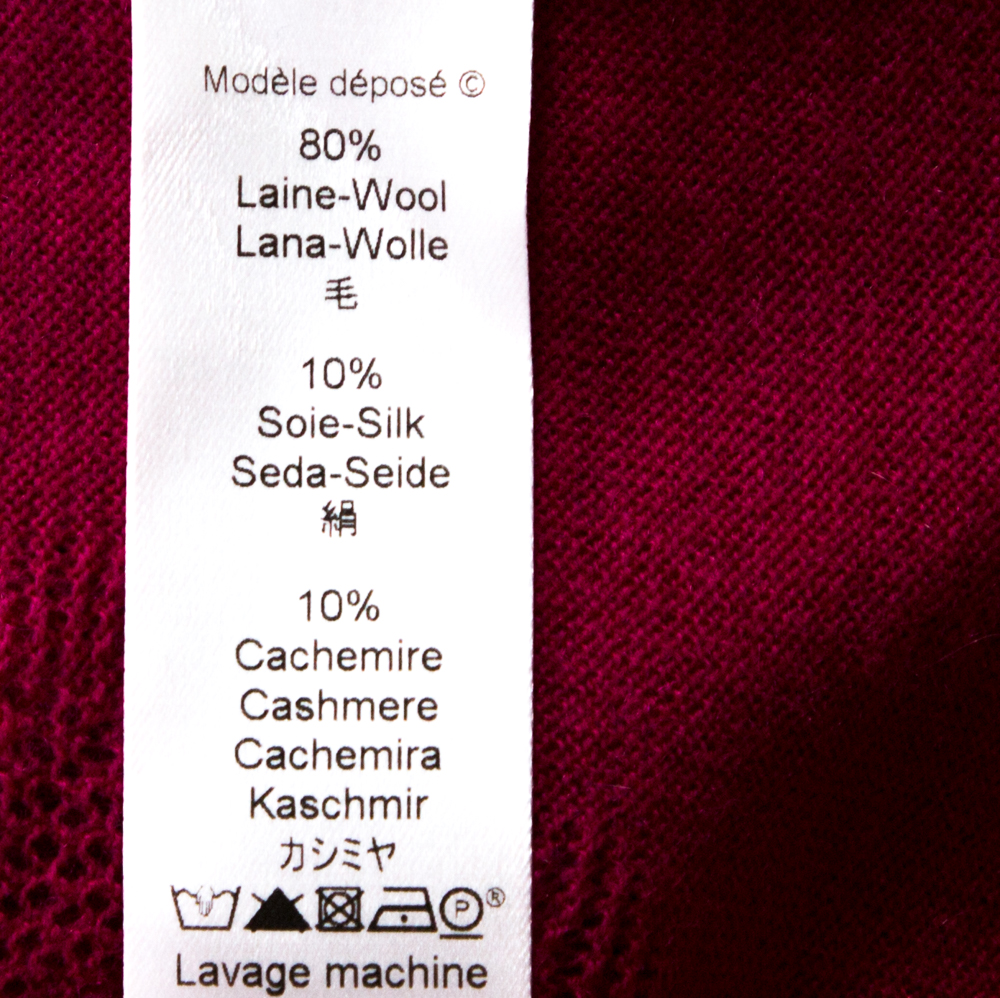 Modèle déposé ©
80%
Laine-Wool
Lana-Wolle
毛
10%
Soie-Silk
Seda-Seide
絹
10%
Cachemire
Cashmere
Cachemira
Kaschmir
カシミヤ
P ®
Lavage machine